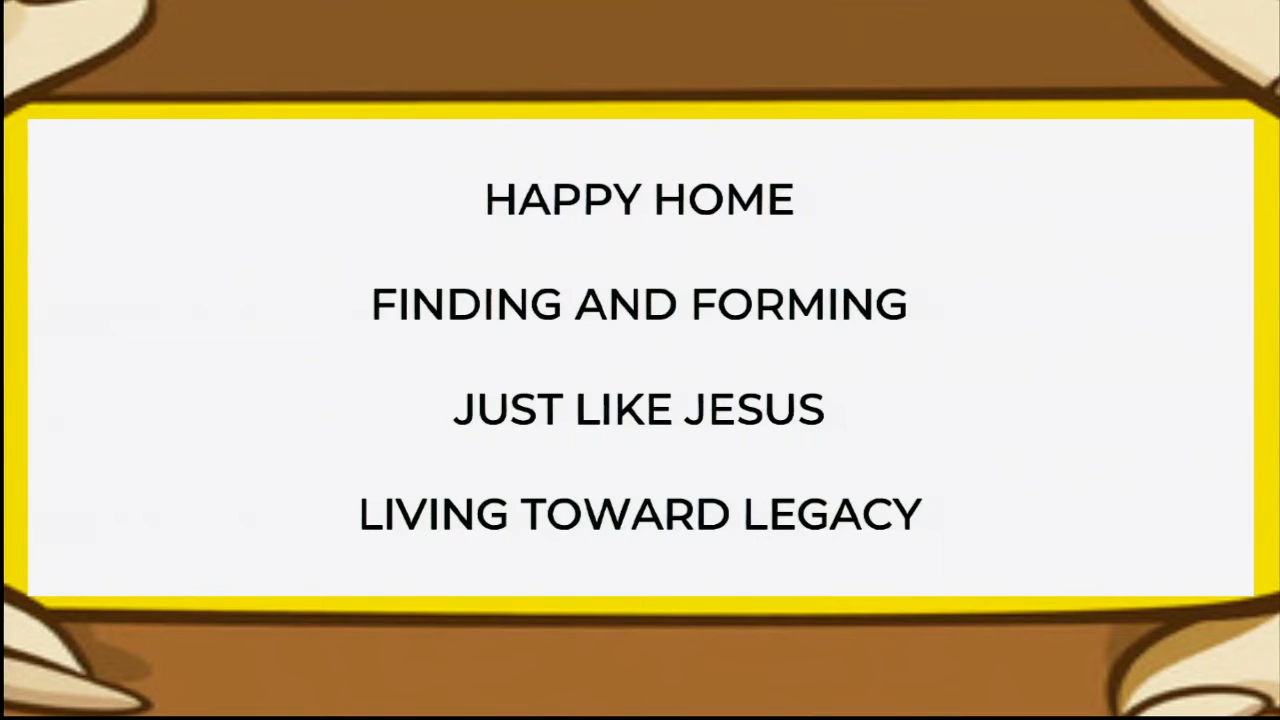 HAPPY HOME
FINDING AND FORMING
JUST LIKE JESUS
LIVING TOWARD LEGACY